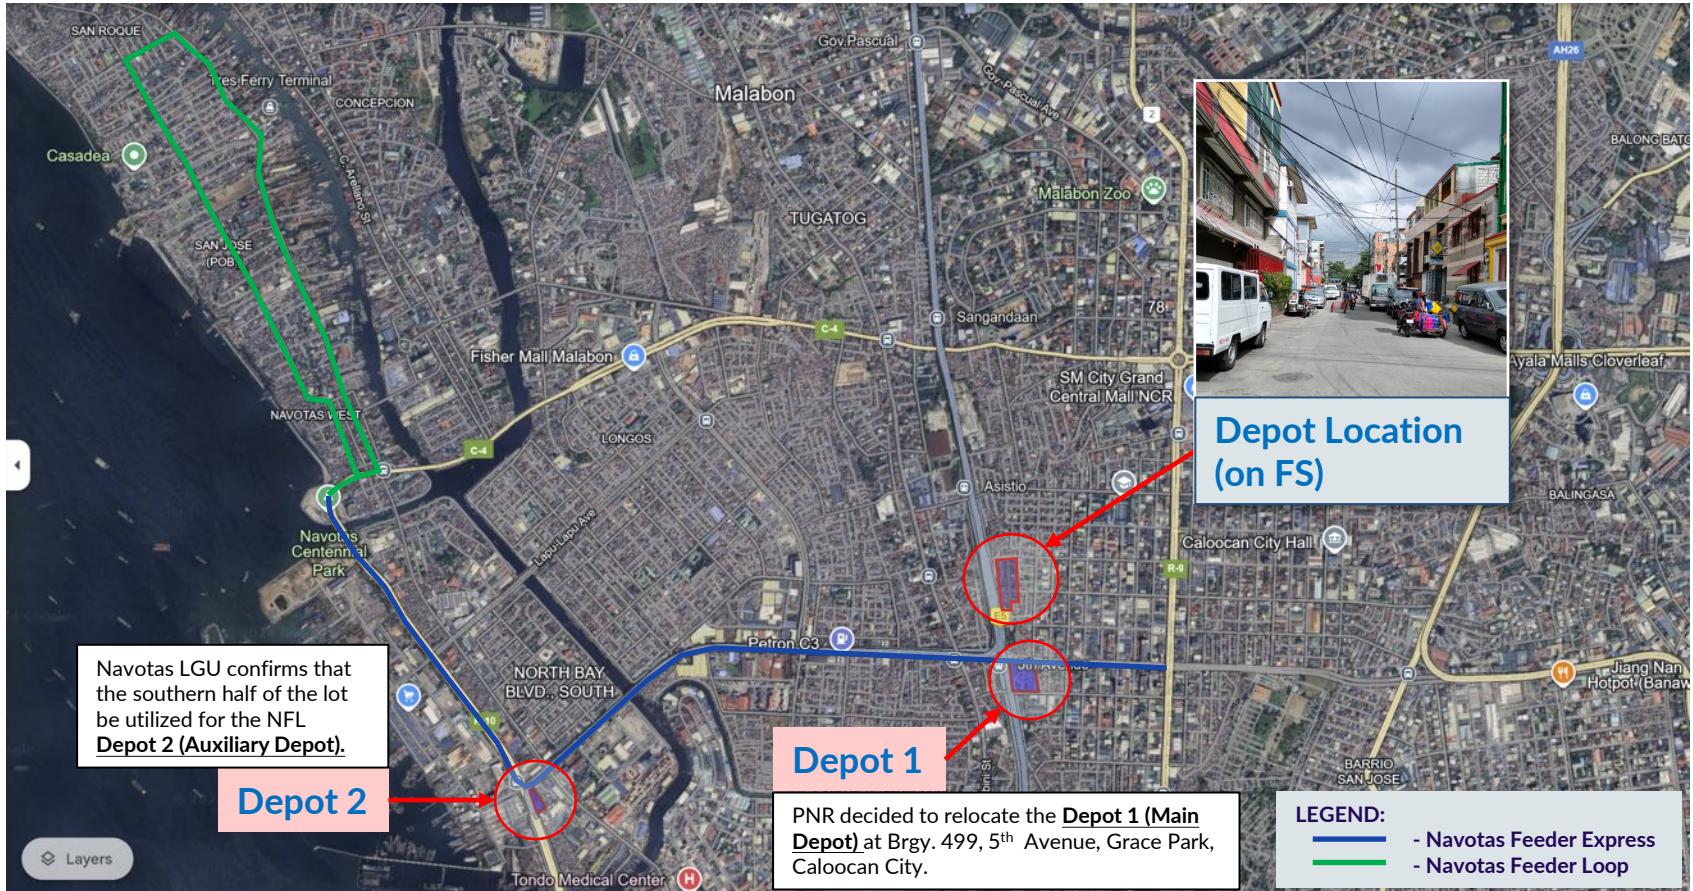 SAN ROQUE
Tres Ferry Terminal
CONCEPCION
Casadea
C. Arellano St
SAN JOSE
(POB.
NAVOTAS WEST
Gov.Pascual
Gov. Pascual Ave
Malabon
2
AH26
BALONG BATO
Malabon Zoo
TUGATOG
78
Sangandaan
C-4
Fisher Mall Malabon
SM City Grand
Central Mall NCR
Ayala Malls Cloverleaf
Depot Location
(on FS)
C-4
LONGOS
Asistio
BALINGASA
Navotas
Centennial
Park
Lapu-Lapu Ave
Caloocan City Hall
R-9
Petron C3
5th Avenue
Jiang Nan
Hotpot (Banaw
NORTH BAY
BLVD., SOUTH
Navotas LGU confirms that
the southern half of the lot
be utilized for the NFL
Depot 2 (Auxiliary Depot).
Depot 2
Depot 1
PNR decided to relocate the Depot 1 (Main
Depot) at Brgy. 499, 5th Avenue, Grace Park,
Caloocan City.
BARRIO
SAN JOSE
LEGEND:
- Navotas Feeder Express
- Navotas Feeder Loop
Layers
Tondo Medical Center
H